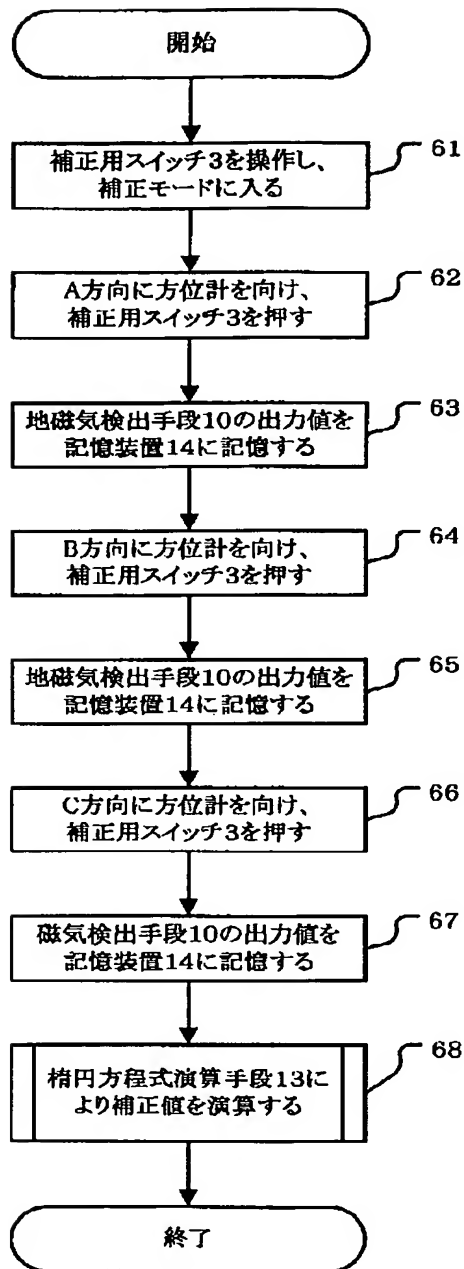 開始
補正用スイッチ3を操作し、
補正モードに入る
61
A方向に方位計を向け、
補正用スイッチ3を押す
62
地磁気検出手段10の出力値を
記憶装置14に記憶する
63
B方向に方位計を向け、
補正用スイッチ3を押す
64
地磁気検出手段10の出力値を
記憶装置14に記憶する
65
C方向に方位計を向け、
補正用スイッチ3を押す
66
磁気検出手段10の出力値を
記憶装置14に記憶する
67
楕円方程式演算手段13に
より補正値を演算する
68
終了